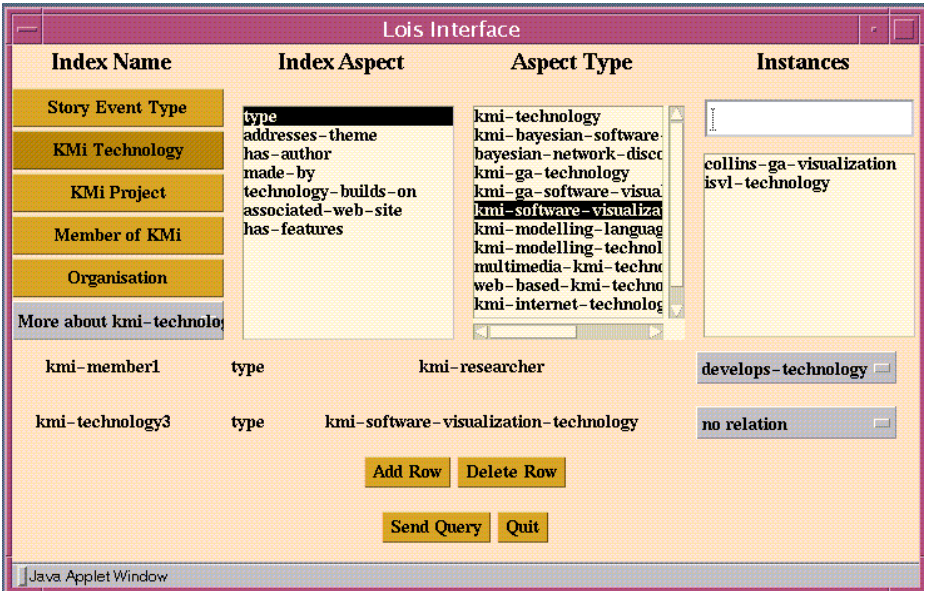 Lois Interface
Index Name
Index Aspect
Aspect Type
Instances
Story Event Type
KMi Technology
KMi Project
Member of KMi
Organisation
More about kmi-technolo
type
addresses-theme
has-author
made-by
technology-builds-on
associated-web-site
has-features
kmi-technology
kmi-bayesian-software-
bayesian-network-disco
kmi-ga-technology
kmi-ga-software-visual
kmi-software-visualiza
kmi-modelling-languag
kmi-modelling-technol
multimedia-kmi-techno
web-based-kmi-techno
kmi-internet-technolog
collins-ga-visualization
isvl-technology
kmi-member1 type kmi-researcher develops-technology
kmi-technology3 type kmi-software-visualization-technology no relation
Add Row Delete Row
Send Query Quit
Java Applet Window